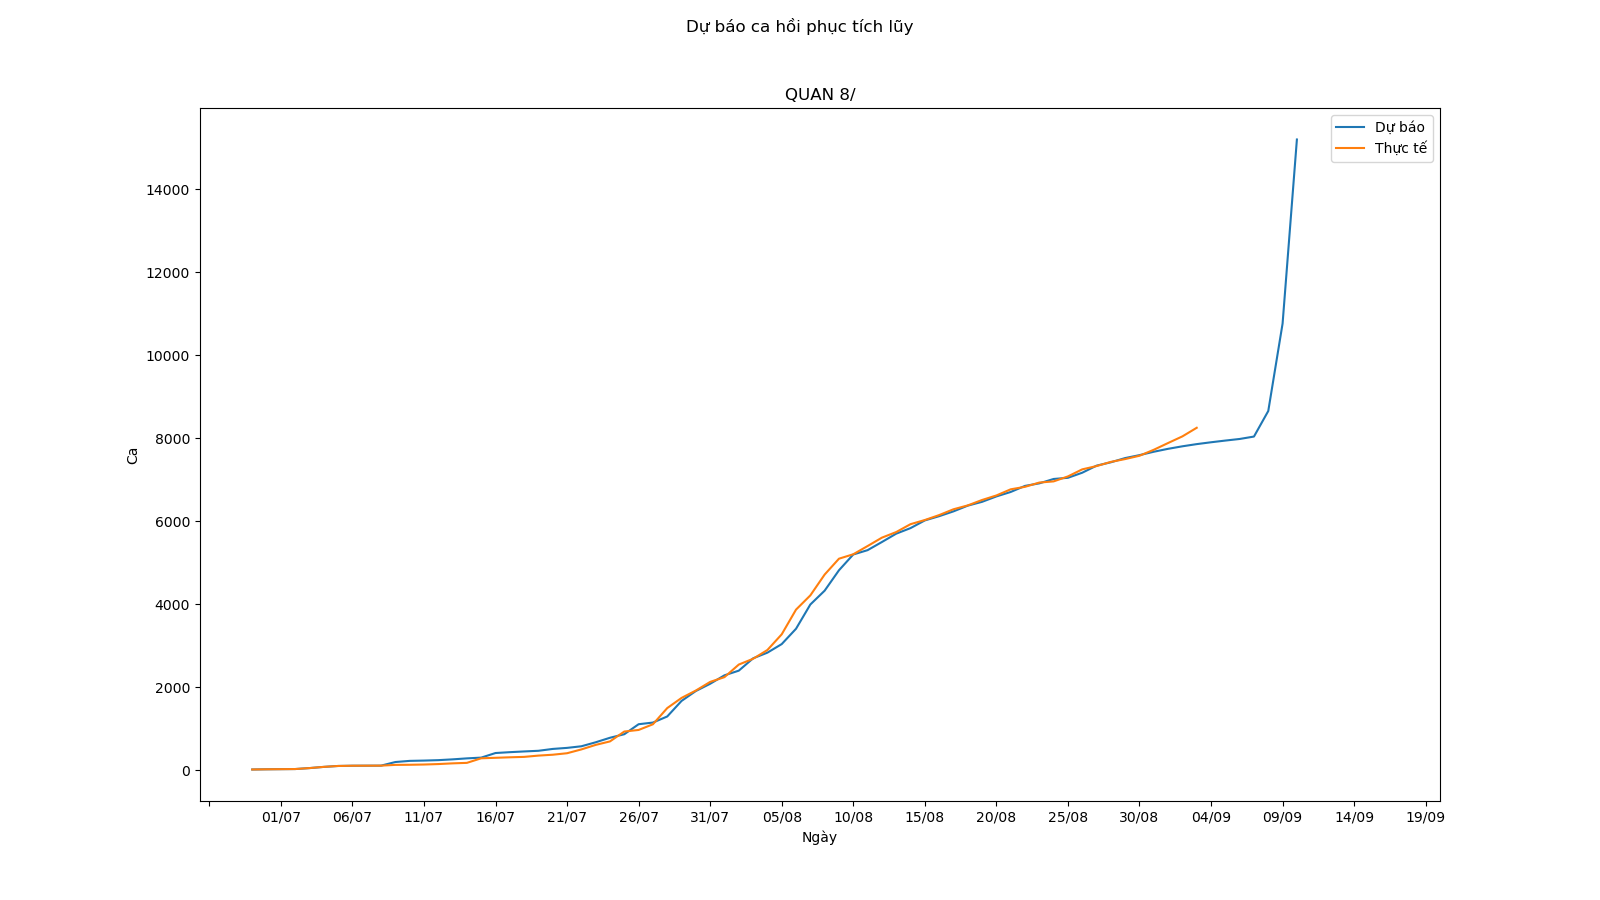 Dự báo ca hồi phục tích lũy
QUAN 8/
Dự báo
Thực tế
14000
12000
10000
8000
6000
4000
2000
0
Ca
01/07 06/07 11/07 16/07 21/07 26/07 31/07 05/08 10/08 15/08 20/08 25/08 30/08 04/09 09/09 14/09 19/09
Ngày